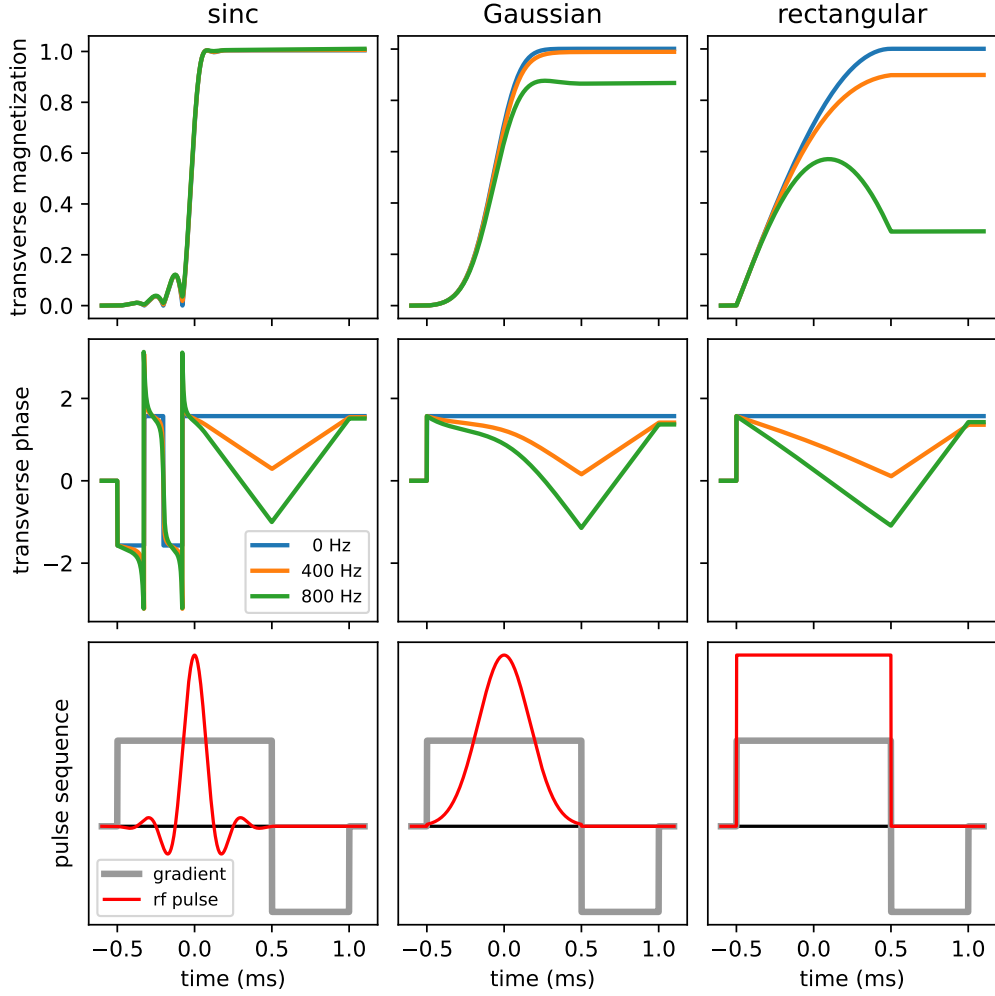 sinc Gaussian rectangular
transverse magnetization
1.0
0.8
0.6
0.4
0.2
0.0
transverse phase
2
0
−2
0 Hz
400 Hz
800 Hz
pulse sequence
gradient
rf pulse
−0.5 0.0 0.5 1.0 −0.5 0.0 0.5 1.0 −0.5 0.0 0.5 1.0
time (ms) time (ms) time (ms)